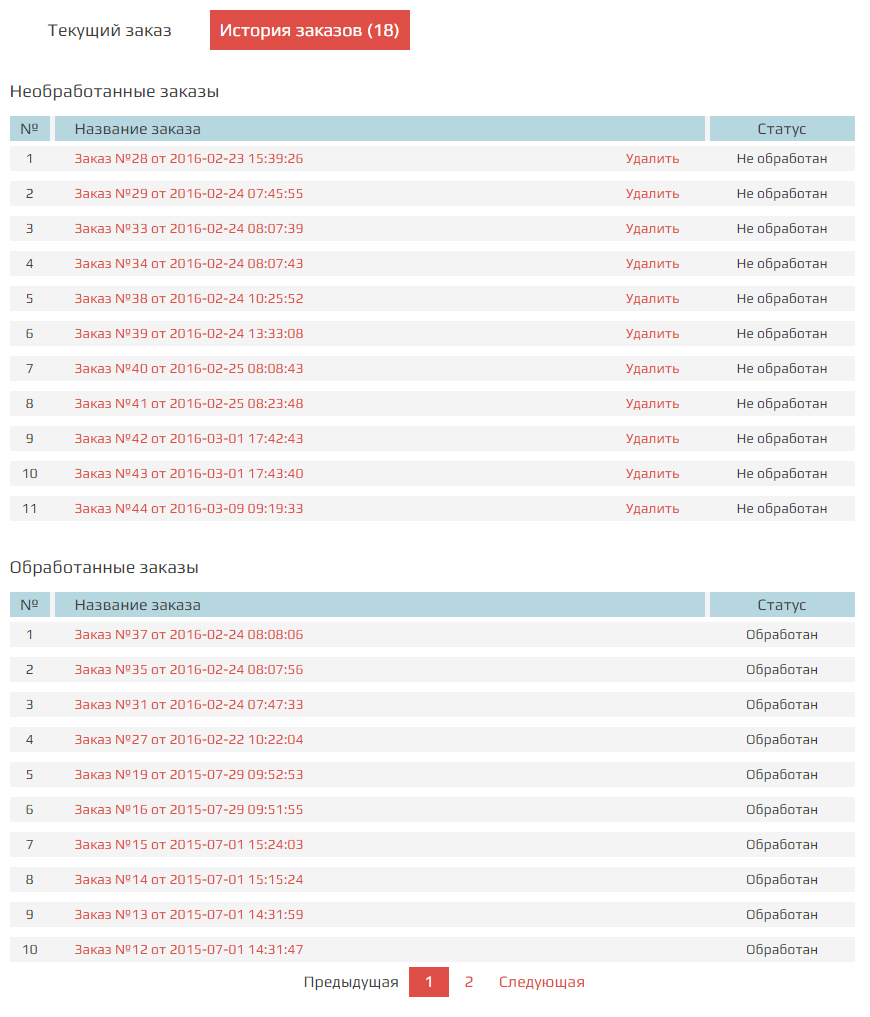 Текущий заказ История заказов (18)
Необработанные заказы
№ Название заказа Статус
1 Заказ №28 от 2016-02-23 15:39:26 Удалить Не обработан
2 Заказ №29 от 2016-02-24 07:45:55 Удалить Не обработан
3 Заказ №33 от 2016-02-24 08:07:39 Удалить Не обработан
4 Заказ №34 от 2016-02-24 08:07:43 Удалить Не обработан
5 Заказ №38 от 2016-02-24 10:25:52 Удалить Не обработан
6 Заказ №39 от 2016-02-24 13:33:08 Удалить Не обработан
7 Заказ №40 от 2016-02-25 08:08:43 Удалить Не обработан
8 Заказ №41 от 2016-02-25 08:23:48 Удалить Не обработан
9 Заказ №42 от 2016-03-01 17:42:43 Удалить Не обработан
10 Заказ №43 от 2016-03-01 17:43:40 Удалить Не обработан
11 Заказ №44 от 2016-03-09 09:19:33 Удалить Не обработан
Обработанные заказы
№ Название заказа Статус
1 Заказ №37 от 2016-02-24 08:08:06 Обработан
2 Заказ №35 от 2016-02-24 08:07:56 Обработан
3 Заказ №31 от 2016-02-24 07:47:33 Обработан
4 Заказ №27 от 2016-02-22 10:22:04 Обработан
5 Заказ №19 от 2015-07-29 09:52:53 Обработан
6 Заказ №16 от 2015-07-29 09:51:55 Обработан
7 Заказ №15 от 2015-07-01 15:24:03 Обработан
8 Заказ №14 от 2015-07-01 15:15:24 Обработан
9 Заказ №13 от 2015-07-01 14:31:59 Обработан
10 Заказ №12 от 2015-07-01 14:31:47 Обработан
Предыдущая 1 2 Следующая